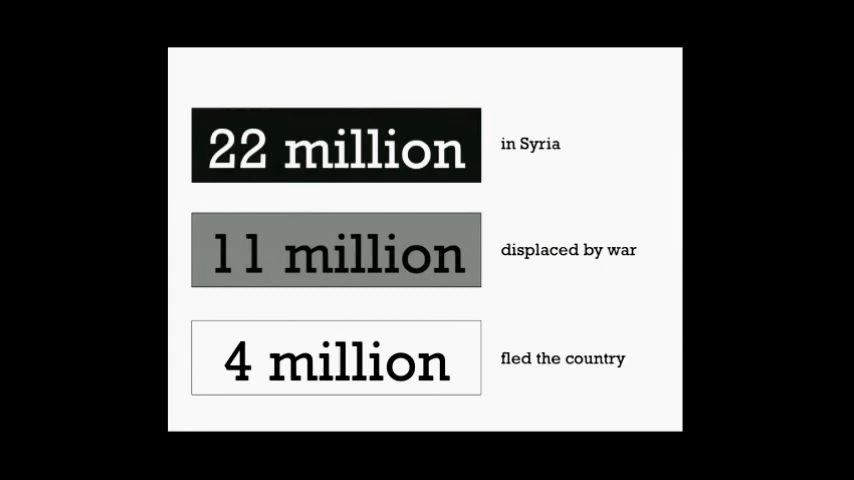 22 million in Syria
11 million displaced by war
4 million fled the country